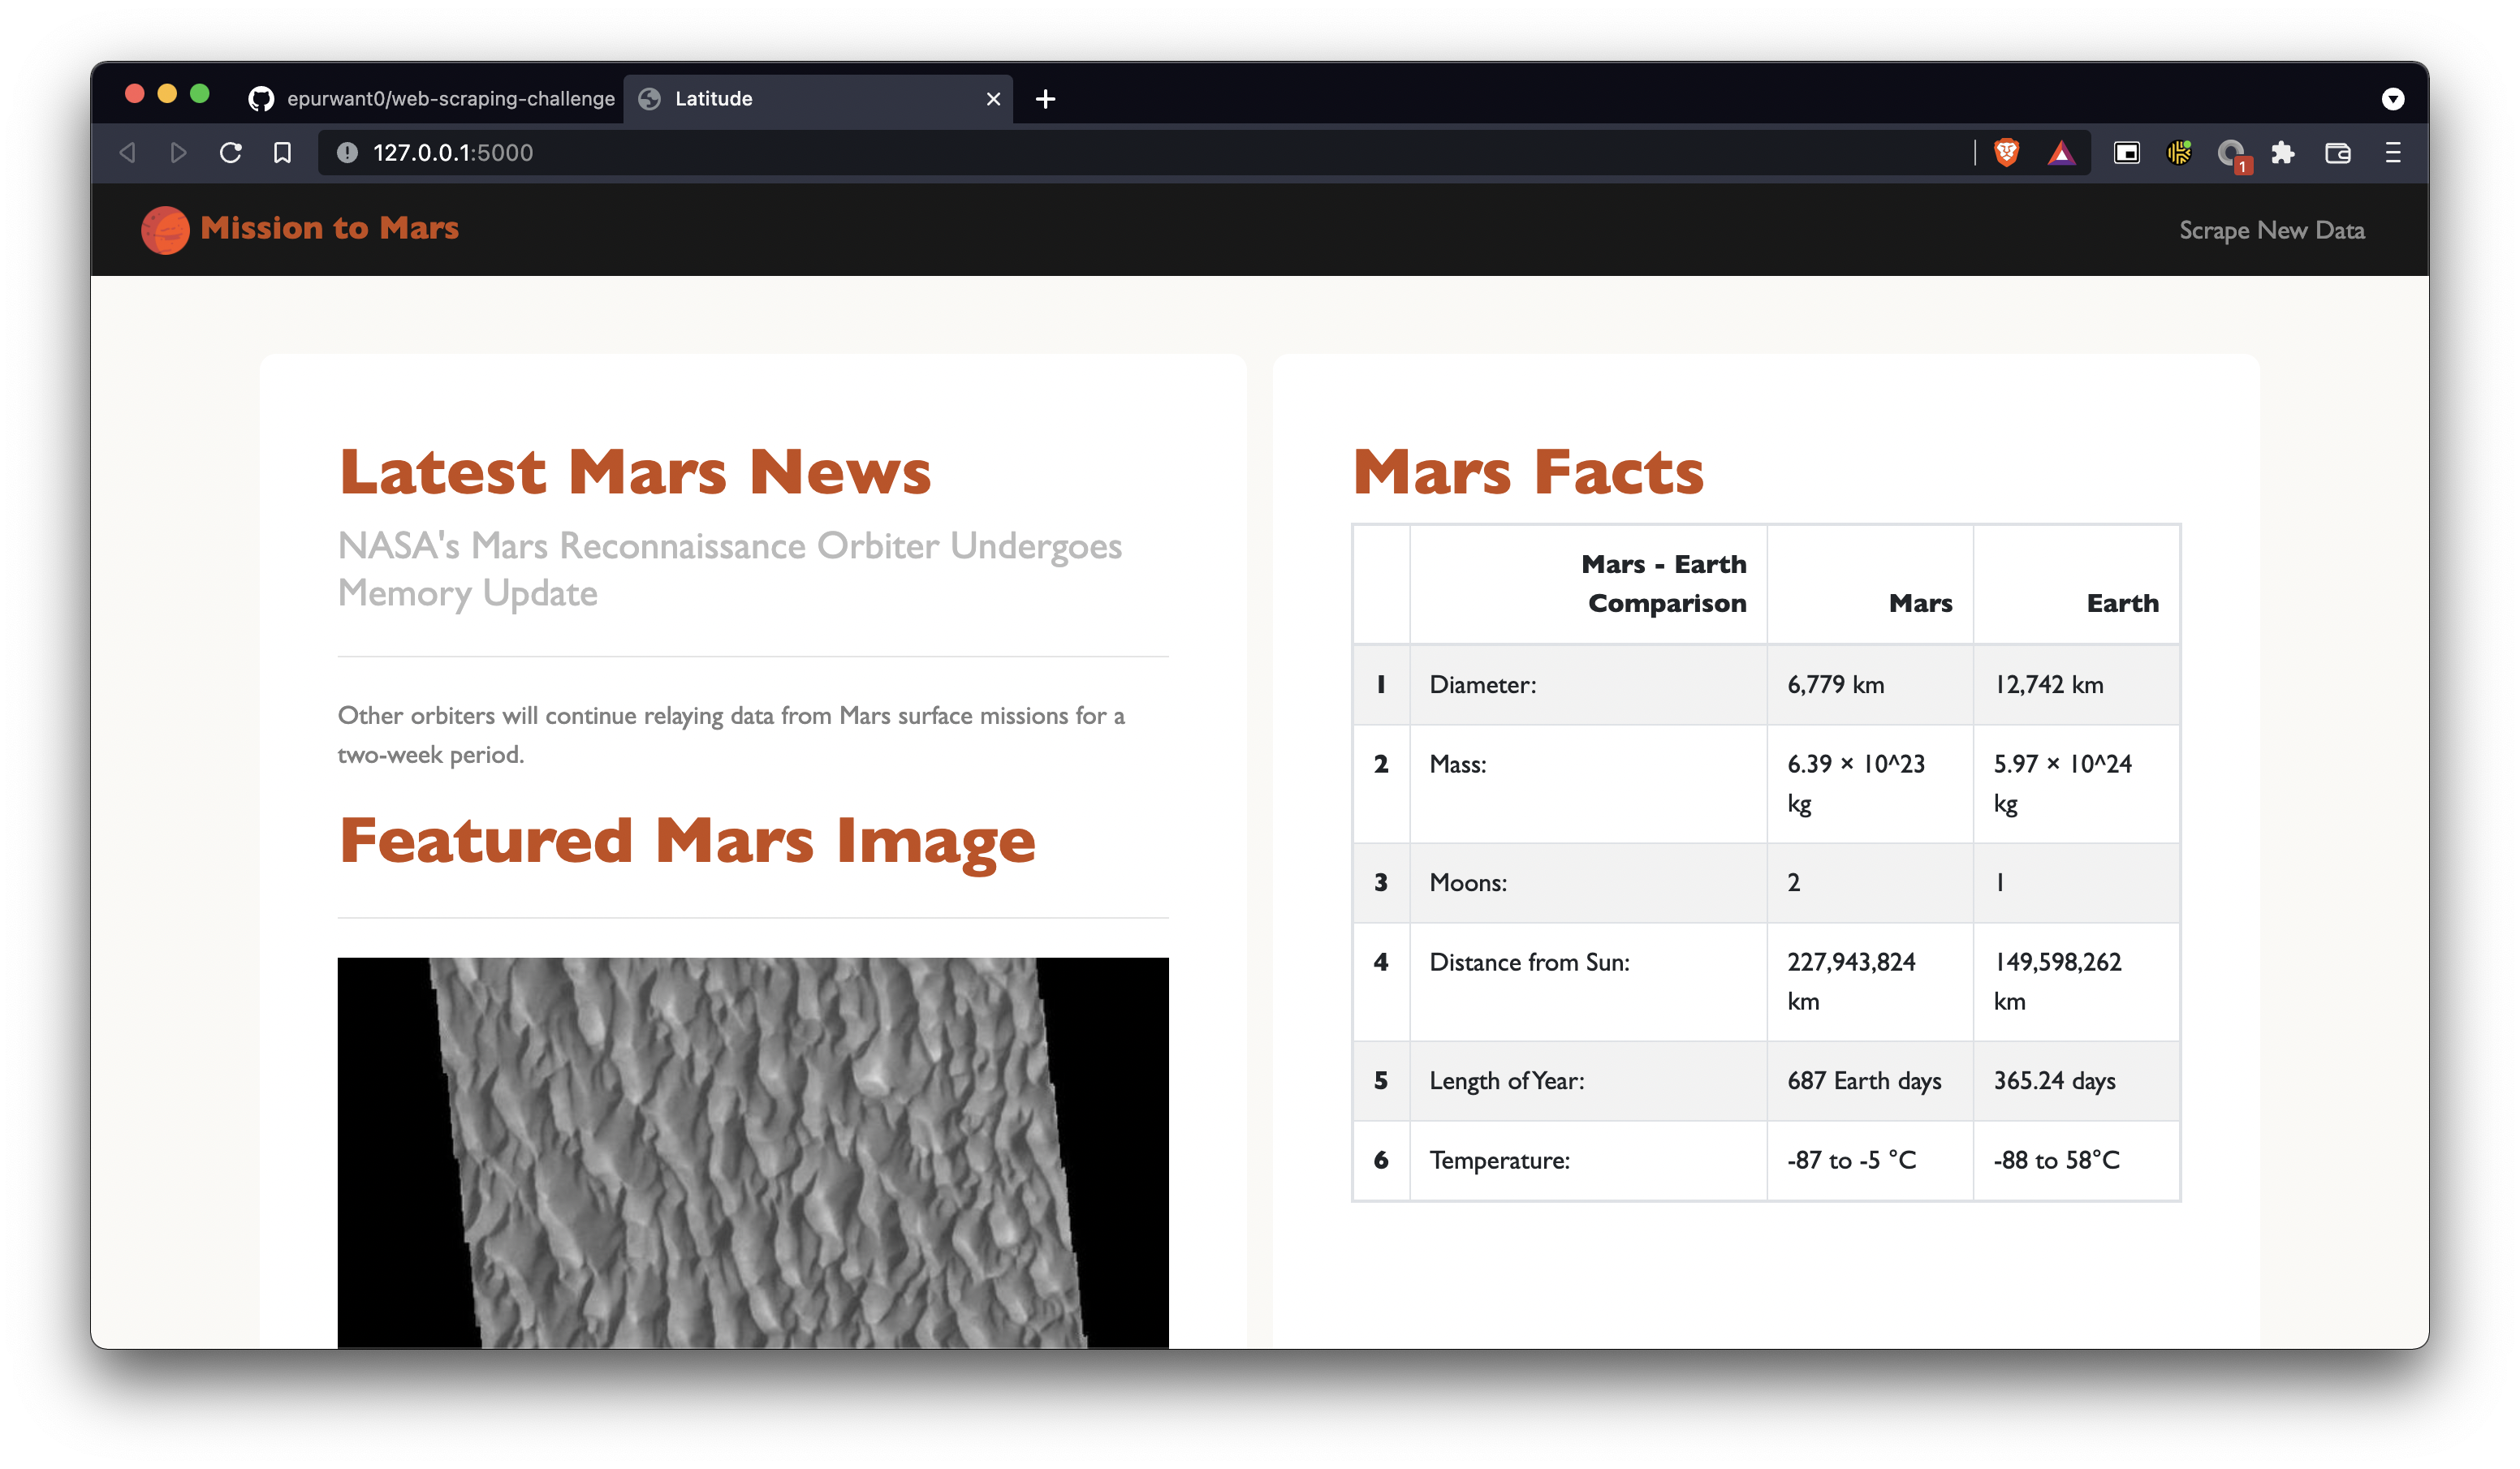 epurwant0/web-scraping-challenge
Latitude
127.0.0.1:5000
1
Mission to Mars
Scrape New Data
Latest Mars News
NASA's Mars Reconnaissance Orbiter Undergoes
Memory Update
Other orbiters will continue relaying data from Mars surface missions for a
two-week period.
Featured Mars Image
Mars Facts
Mars - Earth
Comparison Mars Earth
1 Diameter: 6,779 km 12,742 km
2 Mass: 6.39 × 10^23 5.97 × 10^24
kg kg
3 Moons: 2 1
4 Distance from Sun: 227,943,824 149,598,262
km km
5 Length of Year: 687 Earth days 365.24 days
6 Temperature: -87 to -5 °C -88 to 58°C